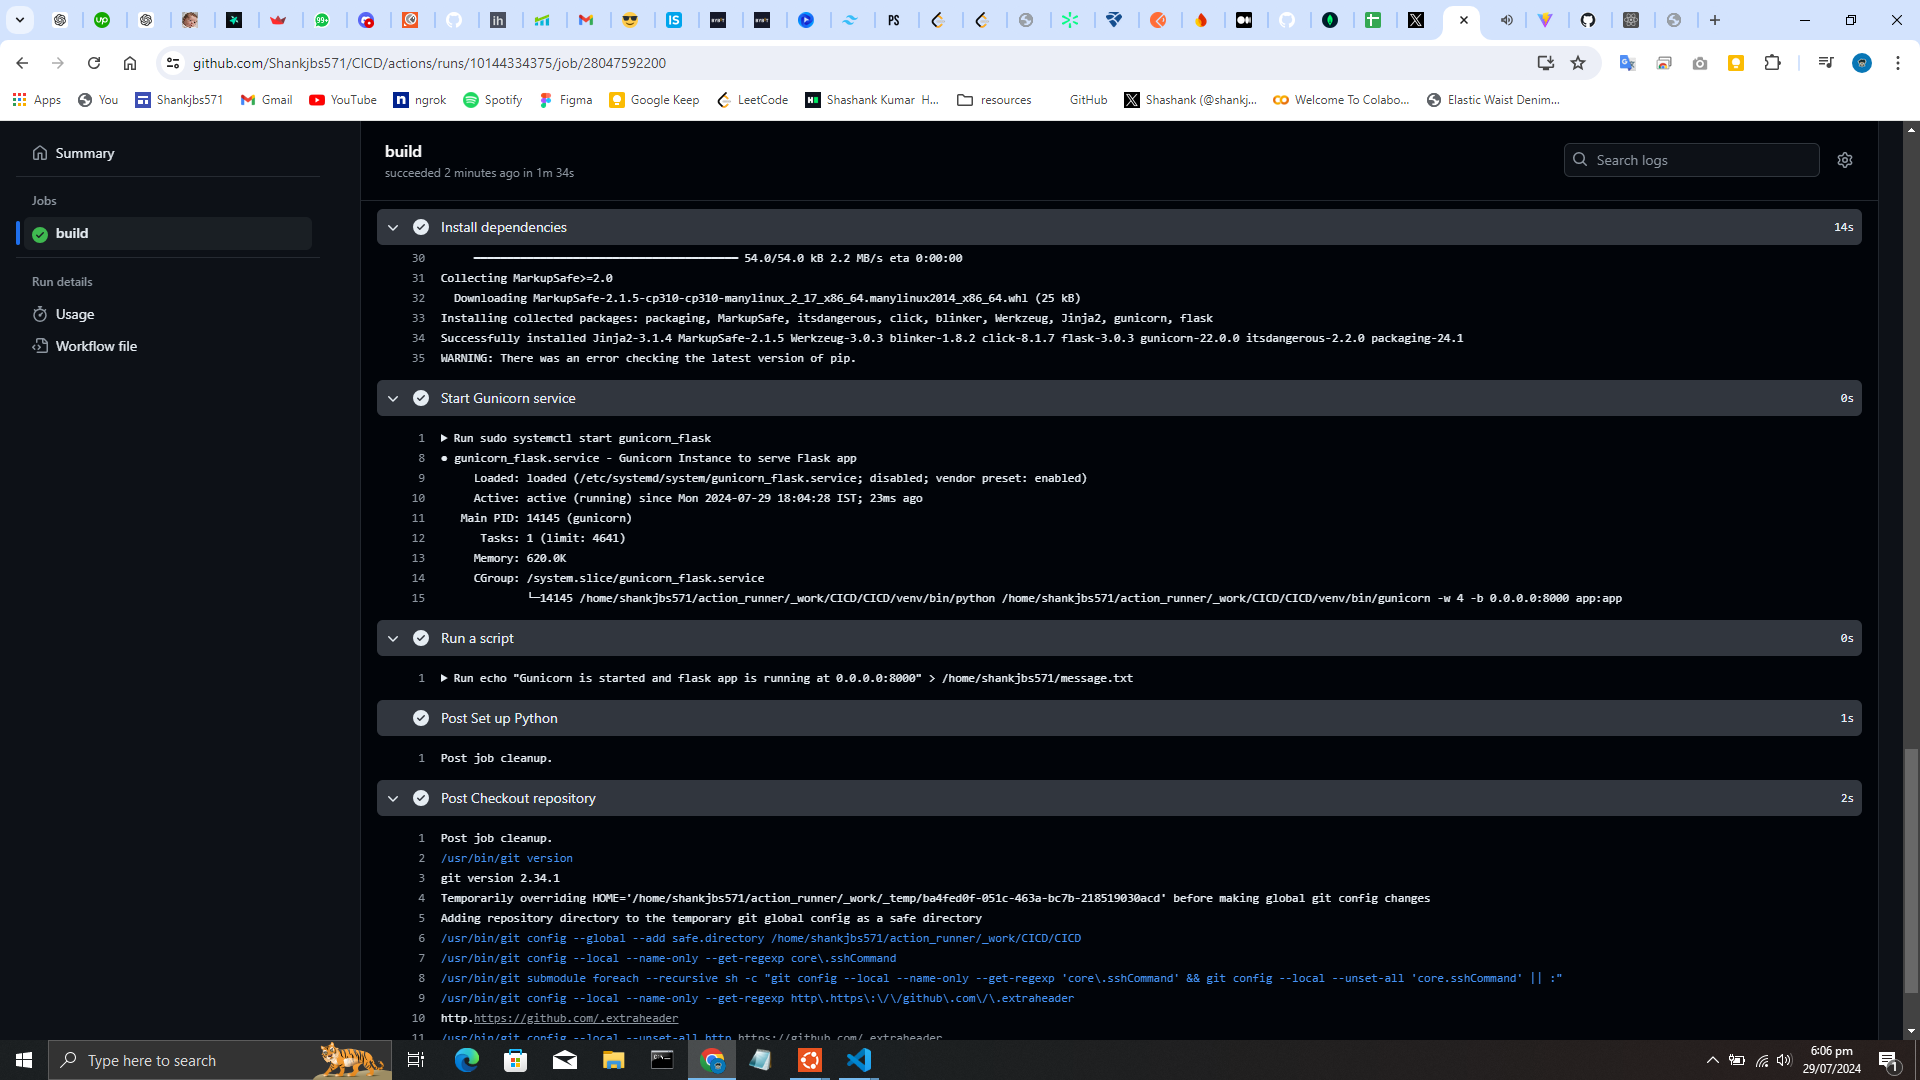 github.com/Shankjbs571/CICD/actions/runs/10144334375/job/28047592200
Apps You Shankjbs571 Gmail YouTube ngrok Spotify Figma Google Keep LeetCode Shashank Kumar H... resources GitHub Shashank (@shankj... Welcome To Colabo... Elastic Waist Denim...
Summary
Jobs
build
Run details
Usage
Workflow file
build
succeeded 2 minutes ago in 1m 34s
Search logs
Install dependencies 14s
30 54.0/54.0 kB 2.2 MB/s eta 0:00:00
31 Collecting MarkupSafe>=2.0
32 Downloading MarkupSafe-2.1.5-cp310-cp310-manylinux_2_17_x86_64.manylinux2014_x86_64.whl (25 kB)
33 Installing collected packages: packaging, MarkupSafe, itsdangerous, click, blinker, Werkzeug, Jinja2, gunicorn, flask
34 Successfully installed Jinja2-3.1.4 MarkupSafe-2.1.5 Werkzeug-3.0.3 blinker-1.8.2 click-8.1.7 flask-3.0.3 gunicorn-22.0.0 itsdangerous-2.2.0 packaging-24.1
35 WARNING: There was an error checking the latest version of pip.
Start Gunicorn service 0s
1 ▶ Run sudo systemctl start gunicorn_flask
8 ● gunicorn_flask.service - Gunicorn Instance to serve Flask app
9 Loaded: loaded (/etc/systemd/system/gunicorn_flask.service; disabled; vendor preset: enabled)
10 Active: active (running) since Mon 2024-07-29 18:04:28 IST; 23ms ago
11 Main PID: 14145 (gunicorn)
12 Tasks: 1 (limit: 4641)
13 Memory: 620.0K
14 CGroup: /system.slice/gunicorn_flask.service
15 └─14145 /home/shankjbs571/action_runner/_work/CICD/CICD/venv/bin/python /home/shankjbs571/action_runner/_work/CICD/CICD/venv/bin/gunicorn -w 4 -b 0.0.0.0:8000 app:app
Run a script 0s
1 ▶ Run echo "Gunicorn is started and flask app is running at 0.0.0.0:8000" > /home/shankjbs571/message.txt
Post Set up Python 1s
1 Post job cleanup.
Post Checkout repository 2s
1 Post job cleanup.
2 /usr/bin/git version
3 git version 2.34.1
4 Temporarily overriding HOME='/home/shankjbs571/action_runner/_work/_temp/ba4fed0f-051c-463a-bc7b-218519030acd' before making global git config changes
5 Adding repository directory to the temporary git global config as a safe directory
6 /usr/bin/git config --global --add safe.directory /home/shankjbs571/action_runner/_work/CICD/CICD
7 /usr/bin/git config --local --name-only --get-regexp core\.sshCommand
8 /usr/bin/git submodule foreach --recursive sh -c "git config --local --name-only --get-regexp 'core\.sshCommand' && git config --local --unset-all 'core.sshCommand' || :"
9 /usr/bin/git config --local --name-only --get-regexp http\.https\:\/\/github\.com\/\.extraheader
10 http.https://github.com/.extraheader
11 /usr/bin/git config --local --unset-all http.https://github.com/.extraheader
Type here to search
6:06 pm
29/07/2024
1